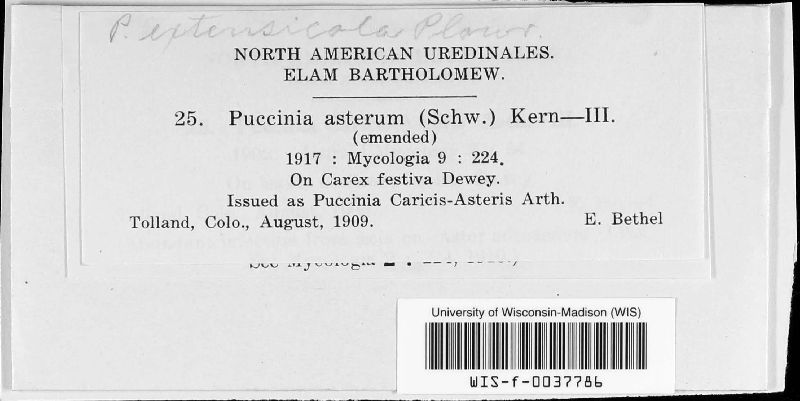 P. extensicola Plowr.
NORTH AMERICAN UREDINALES.
ELAM BARTHOLOMEW.
25. Puccinia asterum (Schw.) Kern—III.
(emended)
1917 : Mycologia 9 : 224.
On Carex festiva Dewey.
Issued as Puccinia Caricis-Asteris Arth.
Tolland, Colo., August, 1909. E. Bethel
See Mycologia
University of Wisconsin-Madison (WIS)
WIS-f-0037786